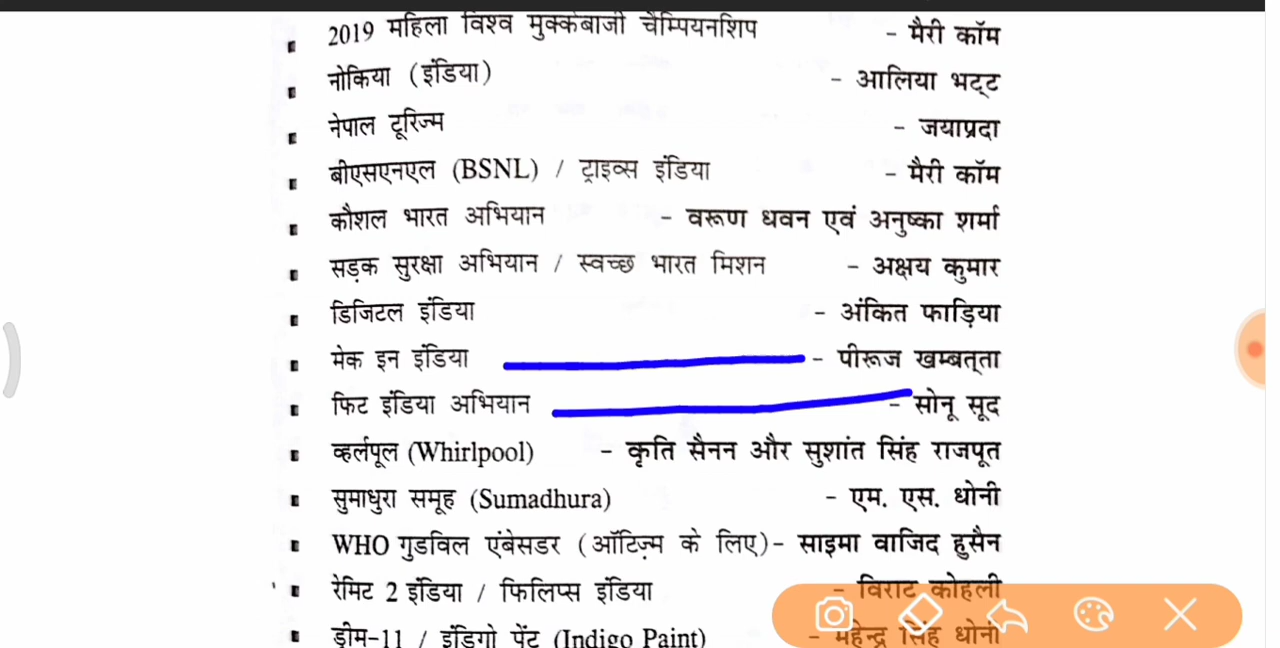 2019 महिला विश्व मुक्केबाजी चैम्पियनशिप - मैरी कॉम
नोकिया (इंडिया) - आलिया भट्ट
नेपाल टूरिज्म - जयाप्रदा
बीएसएनएल (BSNL) / ट्राइव्स इंडिया - मैरी कॉम
कौशल भारत अभियान - वरूण धवन एवं अनुष्का शर्मा
सड़क सुरक्षा अभियान / स्वच्छ भारत मिशन - अक्षय कुमार
डिजिटल इंडिया - अंकित फाड़िया
मेक इन इंडिया - पीरूज खम्बत्ता
फिट इंडिया अभियान - सोनू सूद
व्हर्लपूल (Whirlpool) - कृति सैनन और सुशांत सिंह राजपूत
सुमाधुरा समूह (Sumadhura) - एम. एस. धोनी
WHO गुडविल एंबेसडर (ऑटिज़्म के लिए)- साइमा वाजिद हुसैन
रेमिट 2 इंडिया / फिलिप्स इंडिया - विराट कोहली
ड्रीम-11 / इंडिगो पेंट (Indigo Paint) - महेन्द्र सिंह धोनी